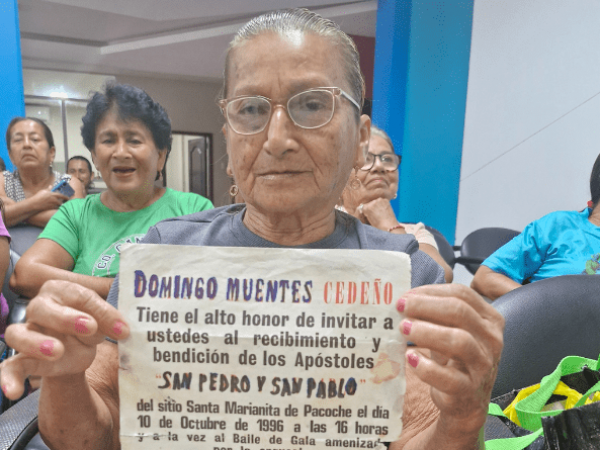 DOMINGO MUENTES CEDEÑO
Tiene el alto honor de invitar a
ustedes al recibimiento y
bendición de los Apóstoles
"SAN PEDRO Y SAN PABLO"
del sitio Santa Marianita de Pacoche el día
10 de Octubre de 1996 a las 16 horas
y a la vez al Baile de Gala ameniza-